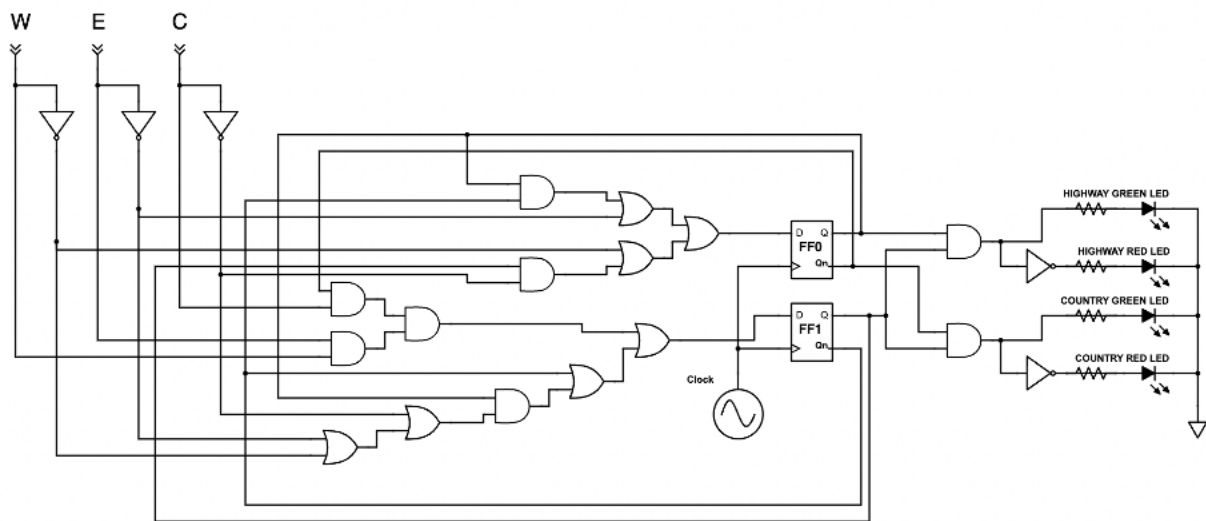 W E C
HIGHWAY GREEN LED
D Q
FF0
Qn
HIGHWAY RED LED
COUNTRY GREEN LED
D Q
FF1
Qn
COUNTRY RED LED
Clock